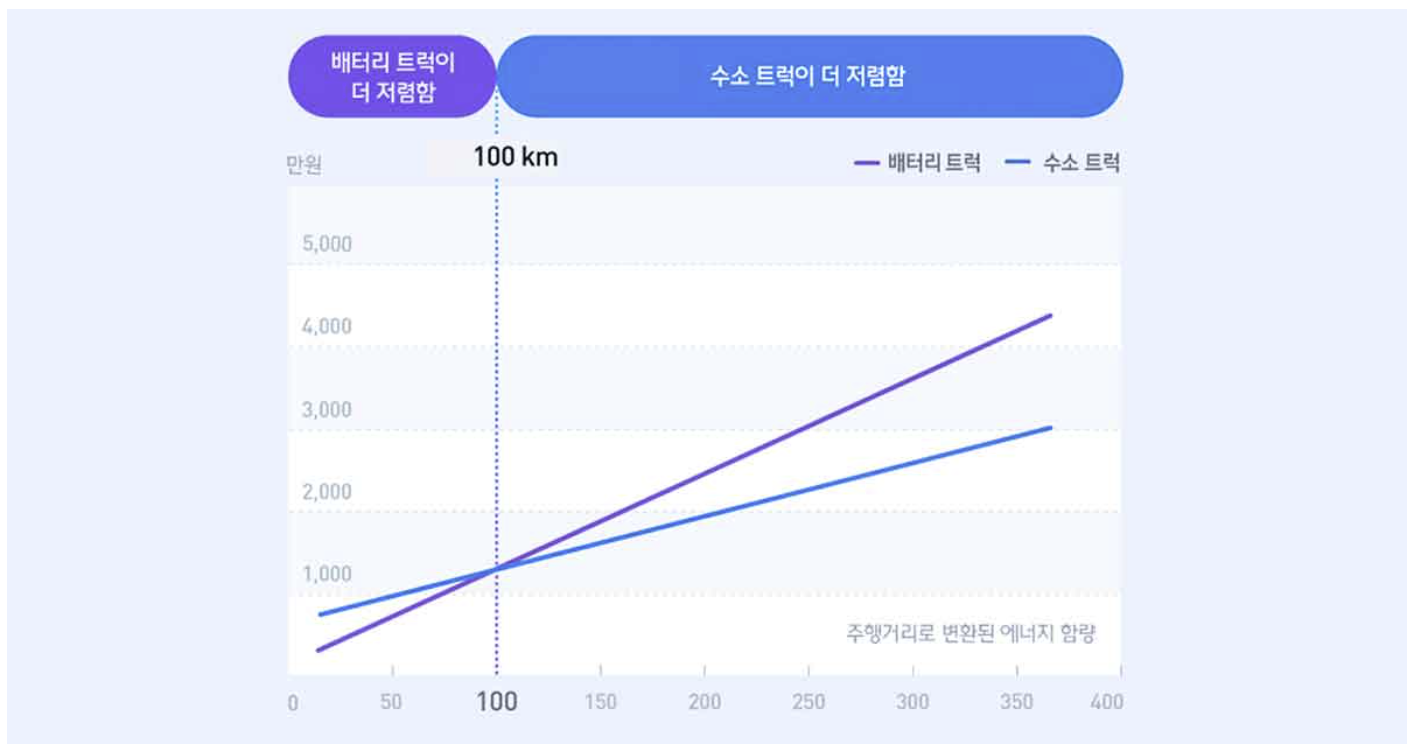 배터리 트럭이
더 저렴함
수소 트럭이 더 저렴함
만원
100 km
배터리 트럭
수소 트럭
5,000
4,000
3,000
2,000
1,000
주행거리로 변환된 에너지 함량
0 50 100 150 200 250 300 350 400